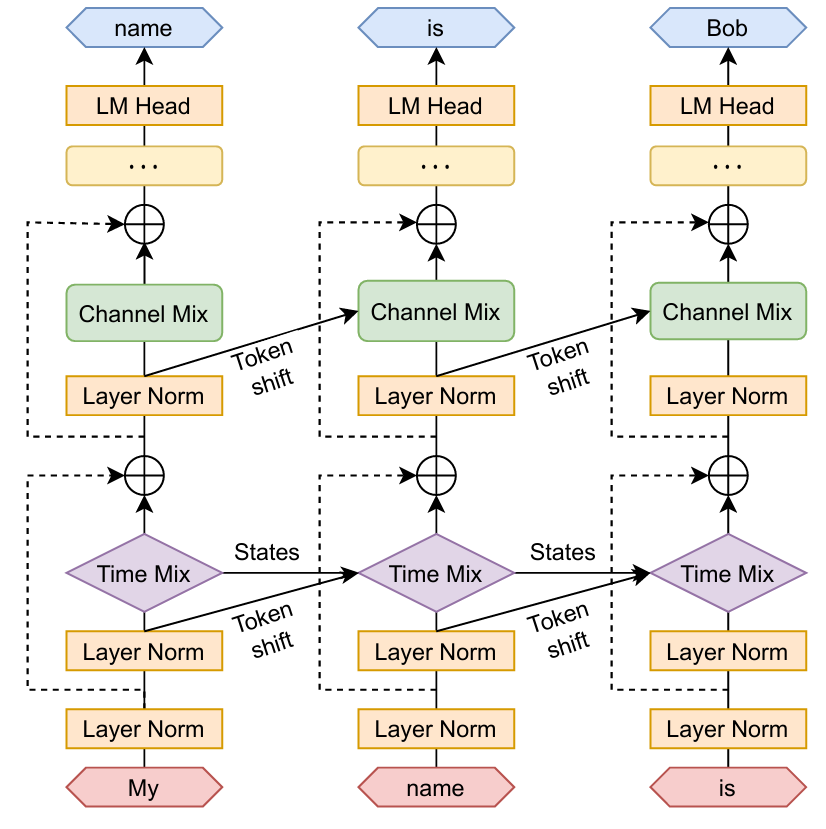 name
is
Bob
LM Head
LM Head
LM Head
...
...
...
Channel Mix
Channel Mix
Channel Mix
Token
shift
Token
shift
Layer Norm
Layer Norm
Layer Norm
States
States
Time Mix
Time Mix
Time Mix
Token
shift
Token
shift
Layer Norm
Layer Norm
Layer Norm
Layer Norm
Layer Norm
Layer Norm
My
name
is